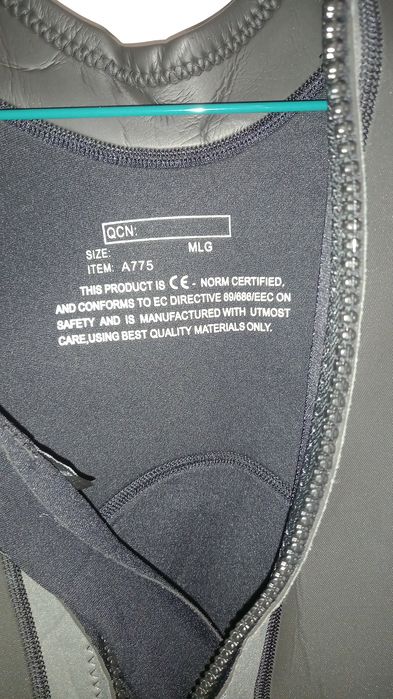 QCN:
SIZE: MLG
ITEM: A775
THIS PRODUCT IS CE - NORM CERTIFIED,
AND CONFORMS TO EC DIRECTIVE 89/686/EEC ON
SAFETY AND IS MANUFACTURED WITH UTMOST
CARE,USING BEST QUALITY MATERIALS ONLY.